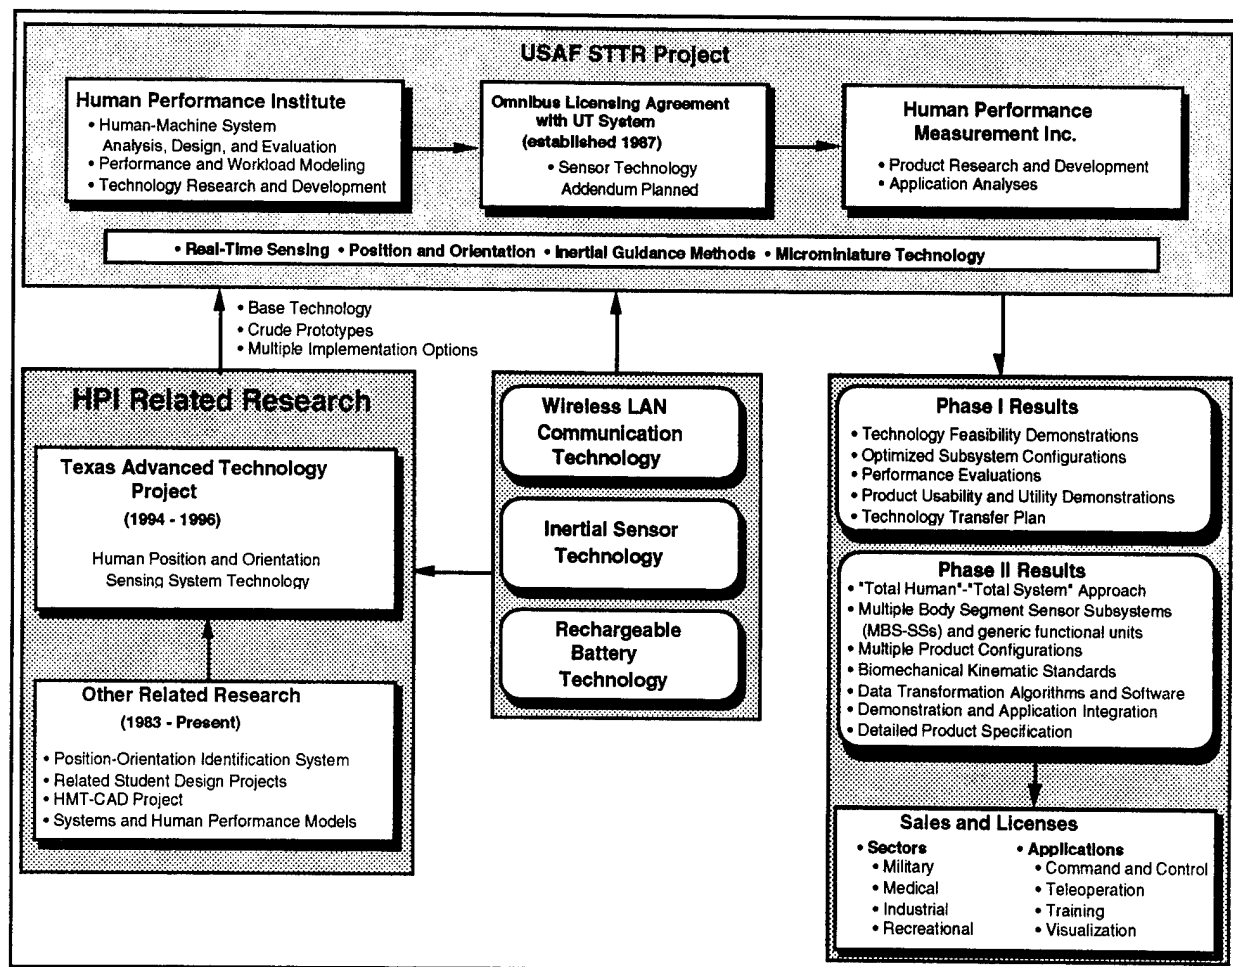 USAF STTR Project
Human Performance Institute
• Human-Machine System
Analysis, Design, and Evaluation
• Performance and Workload Modeling
• Technology Research and Development
Omnibus Licensing Agreement
with UT System
(established 1987)
• Sensor Technology
Addendum Planned
Human Performance
Measurement Inc.
• Product Research and Development
• Application Analyses
• Real-Time Sensing • Position and Orientation • Inertial Guidance Methods • Microminiature Technology
• Base Technology
• Crude Prototypes
• Multiple Implementation Options
HPI Related Research
Texas Advanced Technology
Project
(1994 - 1996)
Human Position and Orientation
Sensing System Technology
Other Related Research
(1983 - Present)
• Position-Orientation Identification System
• Related Student Design Projects
• HMT-CAD Project
• Systems and Human Performance Models
Wireless LAN
Communication
Technology
Inertial Sensor
Technology
Rechargeable
Battery
Technology
Phase I Results
• Technology Feasibility Demonstrations
• Optimized Subsystem Configurations
• Performance Evaluations
• Product Usability and Utility Demonstrations
• Technology Transfer Plan
Phase II Results
• "Total Human"-"Total System" Approach
• Multiple Body Segment Sensor Subsystems
(MBS-SSs) and generic functional units
• Multiple Product Configurations
• Biomechanical Kinematic Standards
• Data Transformation Algorithms and Software
• Demonstration and Application Integration
• Detailed Product Specification
Sales and Licenses
• Sectors
• Military
• Medical
• Industrial
• Recreational
• Applications
• Command and Control
• Teleoperation
• Training
• Visualization